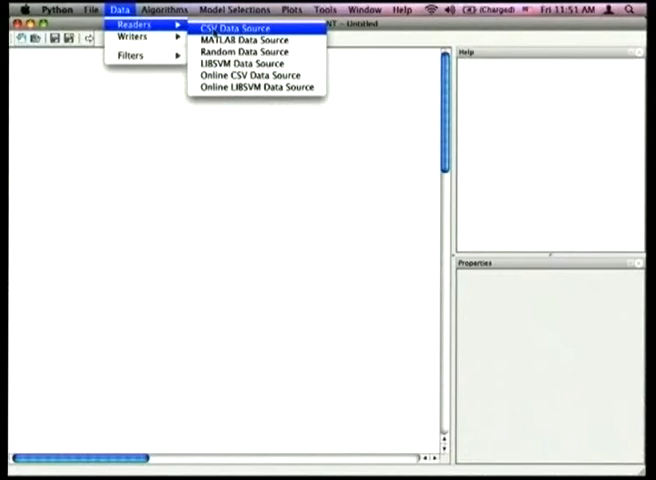 Python File Data Algorithms Model Selections Plots Tools Window Help (Charged) Fri 11:51 AM
NT - Untitled
Readers
Writers
Filters
CSV Data Source
MATLAB Data Source
Random Data Source
LIBSVM Data Source
Online CSV Data Source
Online LIBSVM Data Source
Help
Properties